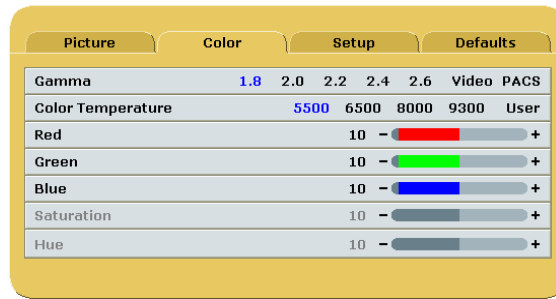 Picture Color Setup Defaults
Gamma 1.8 2.0 2.2 2.4 2.6 Video PACS
Color Temperature 5500 6500 8000 9300 User
Red 10 - +
Green 10 - +
Blue 10 - +
Saturation 10 - +
Hue 10 - +